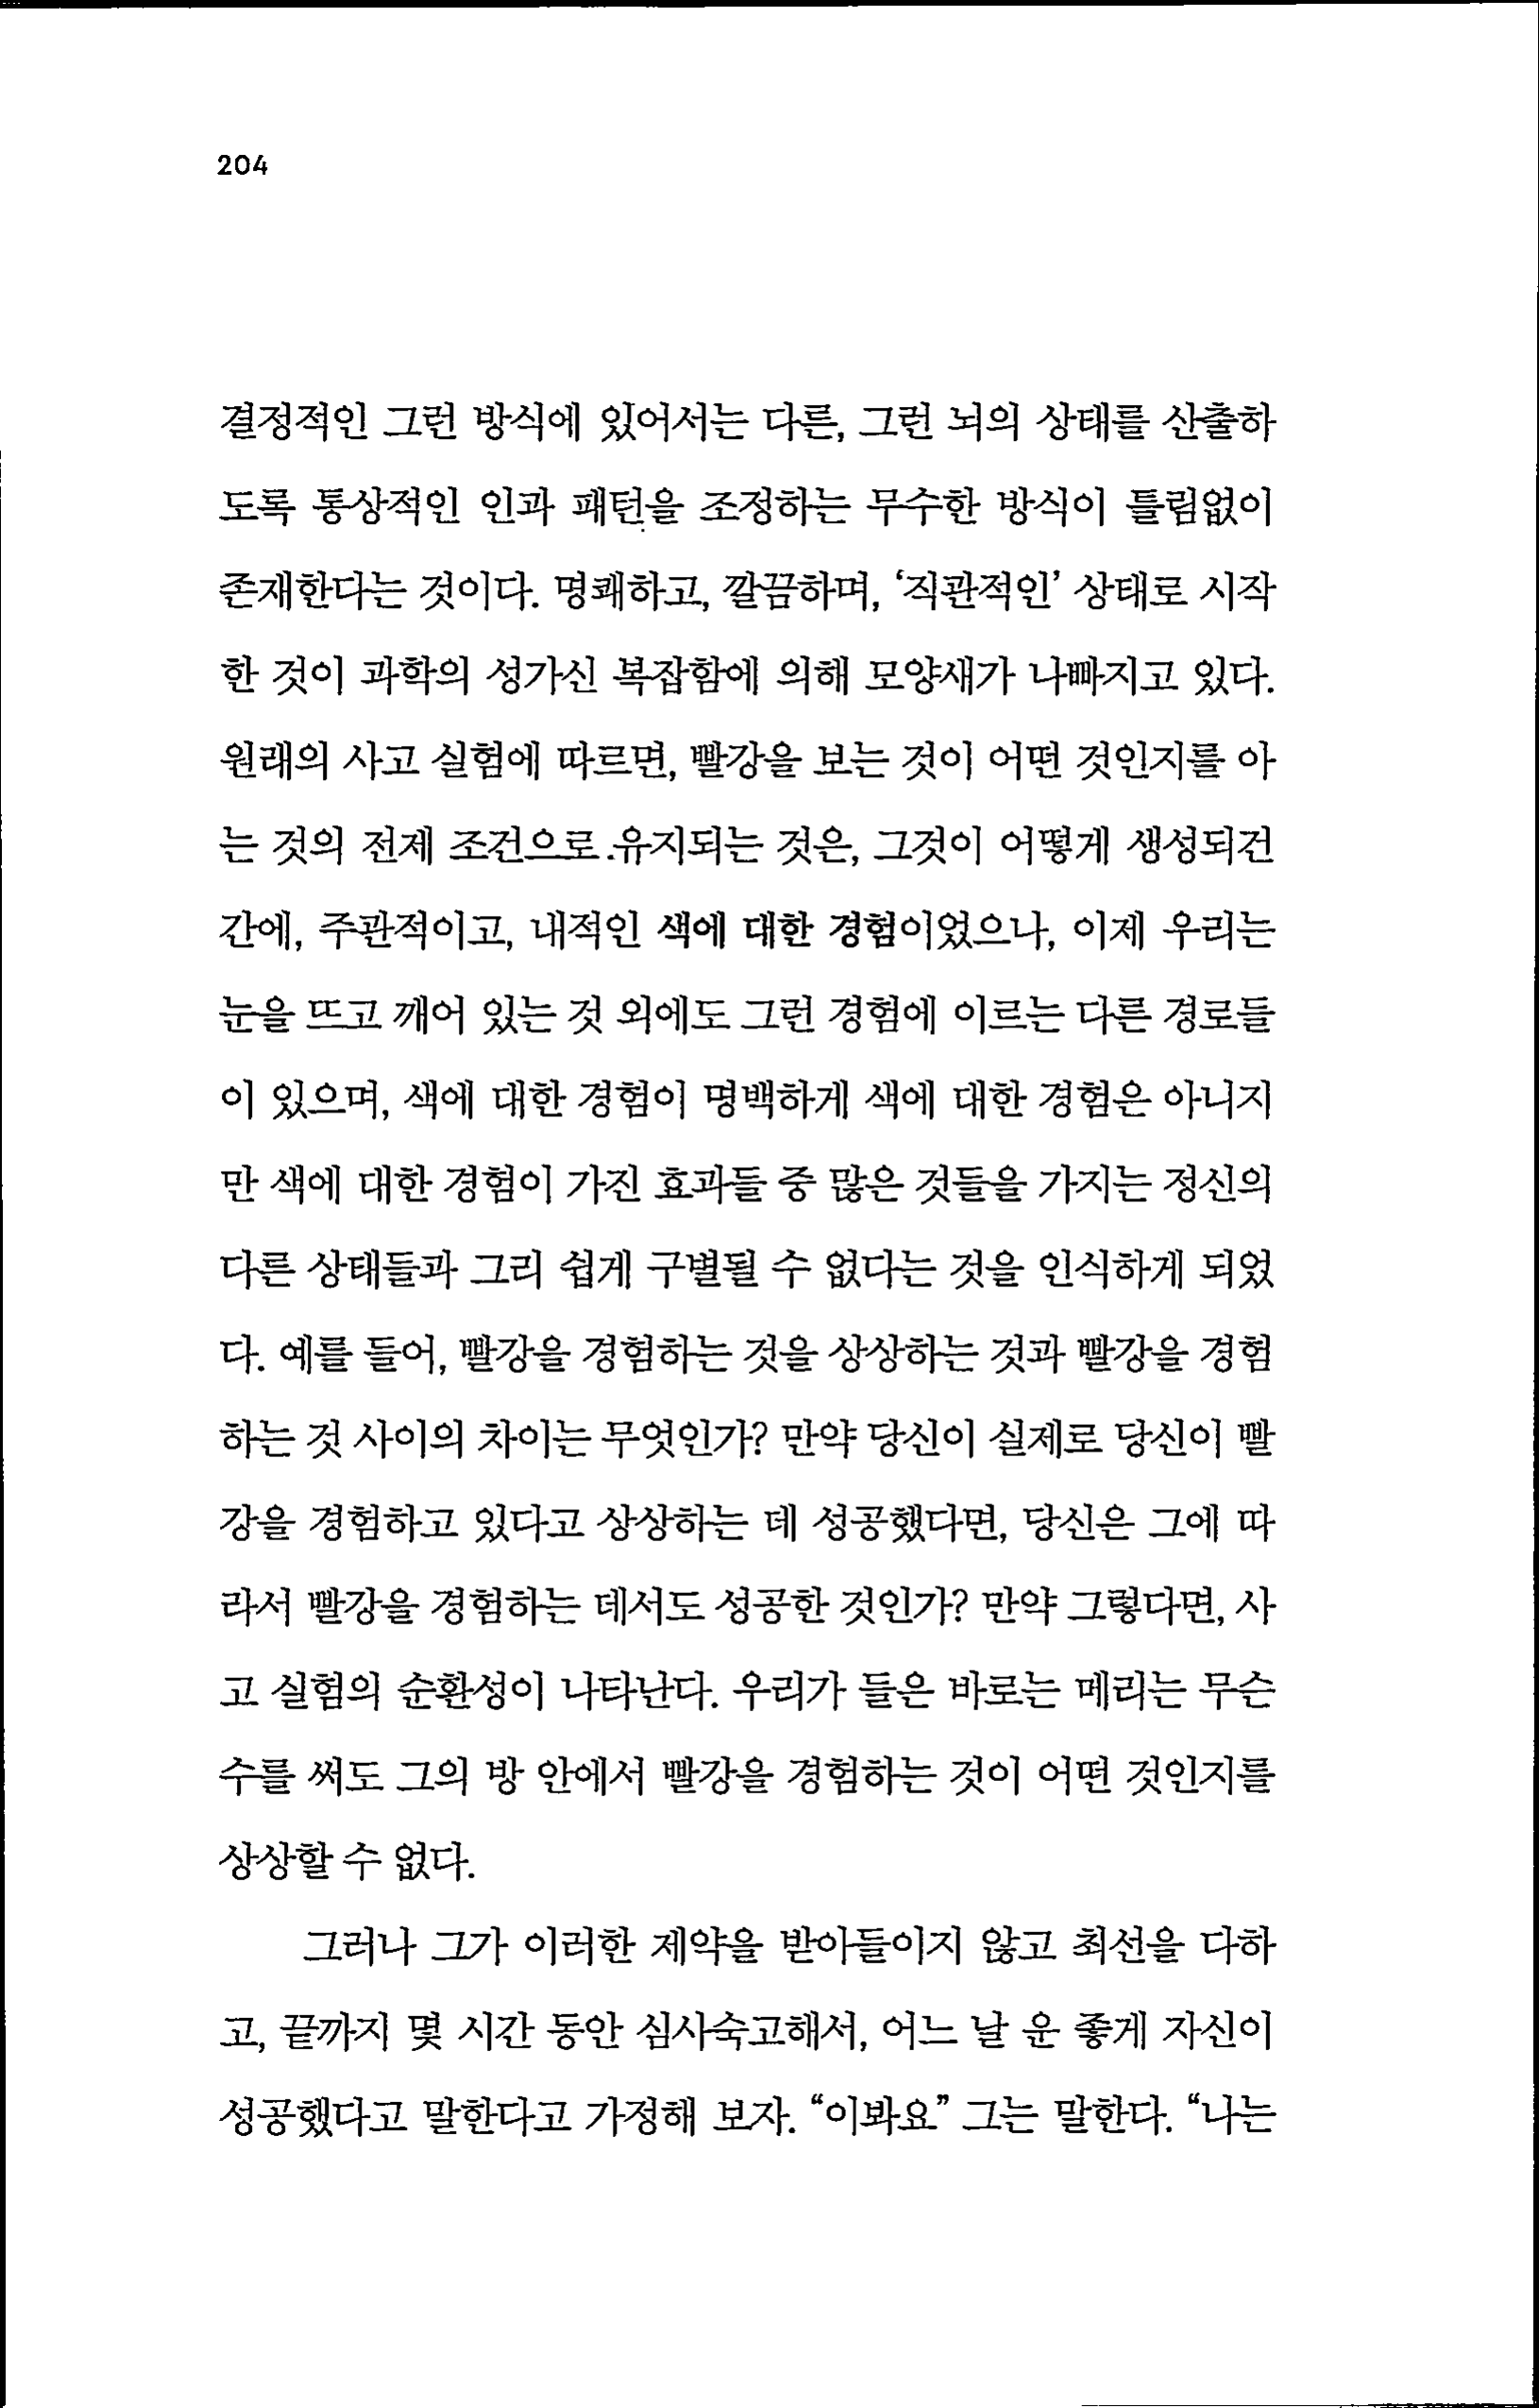 204
결정적인 그런 방식에 있어서는 다른, 그런 뇌의 상태를 산출하
도록 통상적인 인과 패턴을 조정하는 무수한 방식이 틀림없이
존재한다는 것이다. 명쾌하고, 깔끔하며, ‘직관적인’ 상태로 시작
한 것이 과학의 성가신 복잡함에 의해 모양새가 나빠지고 있다.
원래의 사고 실험에 따르면, 빨강을 보는 것이 어떤 것인지를 아
는 것의 전제 조건으로 유지되는 것은, 그것이 어떻게 생성되건
간에, 주관적이고, 내적인 색에 대한 경험이었으나, 이제 우리는
눈을 뜨고 깨어 있는 것 외에도 그런 경험에 이르는 다른 경로들
이 있으며, 색에 대한 경험이 명백하게 색에 대한 경험은 아니지
만 색에 대한 경험이 가진 효과들 중 많은 것들을 가지는 정신의
다른 상태들과 그리 쉽게 구별될 수 없다는 것을 인식하게 되었
다. 예를 들어, 빨강을 경험하는 것을 상상하는 것과 빨강을 경험
하는 것 사이의 차이는 무엇인가? 만약 당신이 실제로 당신이 빨
강을 경험하고 있다고 상상하는 데 성공했다면, 당신은 그에 따
라서 빨강을 경험하는 데서도 성공한 것인가? 만약 그렇다면, 사
고 실험의 순환성이 나타난다. 우리가 들은 바로는 메리는 무슨
수를 써도 그의 방 안에서 빨강을 경험하는 것이 어떤 것인지를
상상할 수 없다.
그러나 그가 이러한 제약을 받아들이지 않고 최선을 다하
고, 끝까지 몇 시간 동안 심사숙고해서, 어느 날 운 좋게 자신이
성공했다고 말한다고 가정해 보자. “이봐요” 그는 말한다. “나는